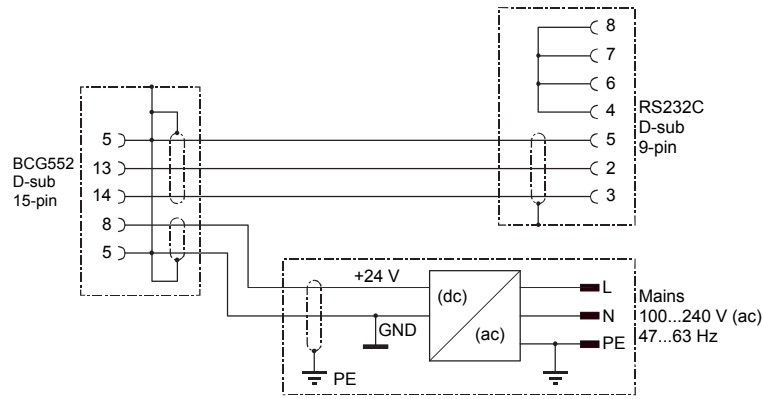 8
7
6
4
5
2
3
RS232C
D-sub
9-pin
BCG552
D-sub
15-pin
5
13
14
8
5
+24 V
(dc)
(ac)
GND
PE
L
N
PE
Mains
100...240 V (ac)
47...63 Hz